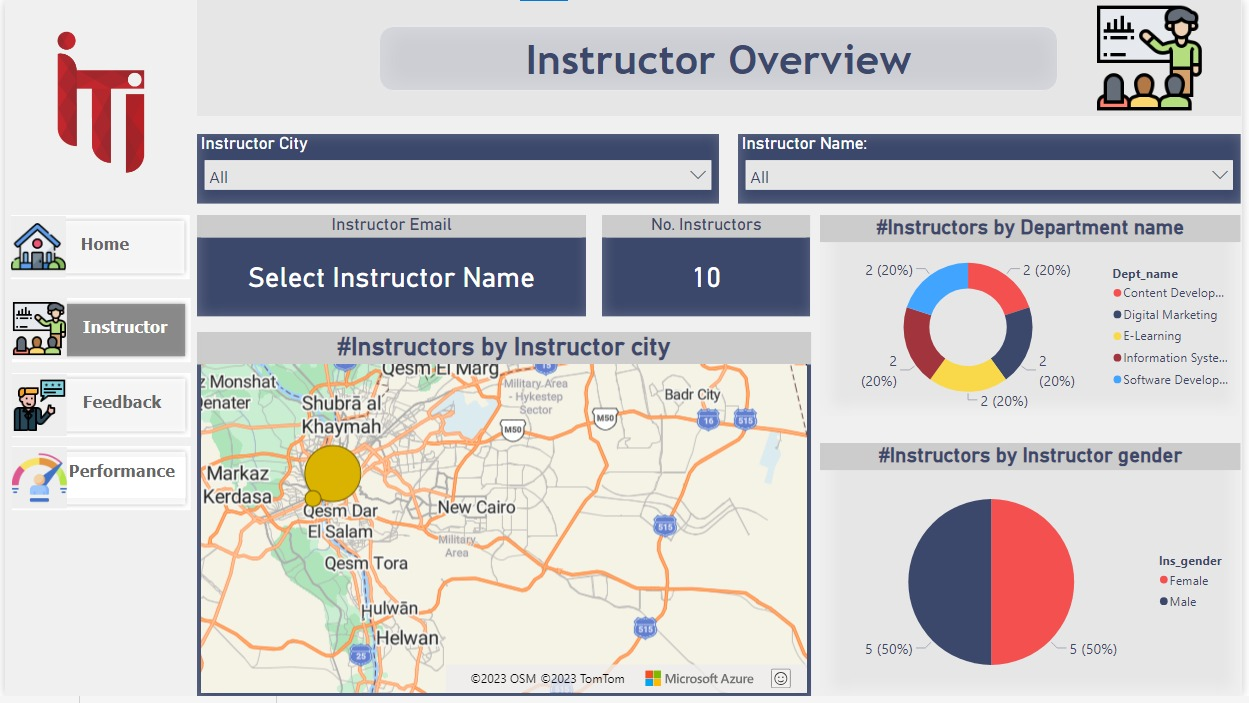 iTi
Instructor Overview
Instructor City
All
Instructor Name:
All
Home
Instructor
Feedback
Performance
Instructor Email
Select Instructor Name
No. Instructors
10
#Instructors by Department name
2 (20%)
2 (20%)
2
(20%)
2
(20%)
2 (20%)
Dept_name
Content Develop...
Digital Marketing
E-Learning
Information Syste...
Software Develop...
#Instructors by Instructor city
Qesm El Marg
z Monshat
enater
Shubrā al
Khaymah
Military Area
- Hykestep
Sector
Badr City
M50
M50
16
515
Markaz
Kerdasa
Qesm Dar
El Salam
New Cairo
Military
Area
515
Qesm Tora
Hulwān
Helwan
515
25
©2023 OSM ©2023 TomTom
Microsoft Azure
#Instructors by Instructor gender
5 (50%)
5 (50%)
Ins_gender
Female
Male